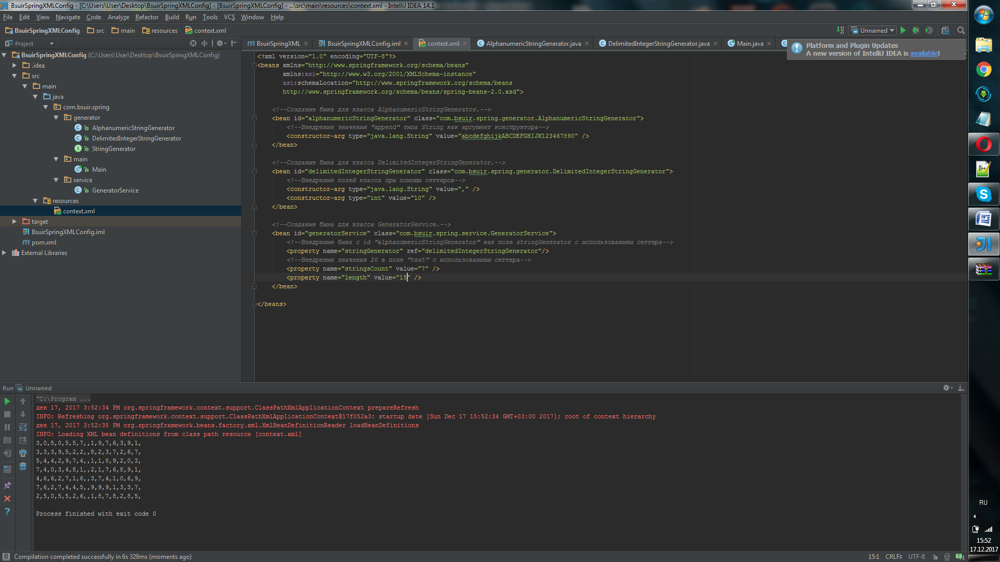 BsuirSpringXMLConfig - [C:\Users\User\Desktop\BsuirSpringXMLConfig] - [BsuirSpringXMLConfig] - ...\src\main\resources\context.xml - IntelliJ IDEA 14.1
File Edit View Navigate Code Analyze Refactor Build Run Tools VCS Window Help
BsuirSpringXMLConfig src main resources context.xml
Unnamed
Project
BsuirSpringXML BsuirSpringXMLConfig.iml context.xml AlphanumericStringGenerator.java DelimitedIntegerStringGenerator.java Main.java
Platform and Plugin Updates
A new version of IntelliJ IDEA is available!
BsuirSpringXMLConfig (C:\Users\User\Desktop\BsuirSpringXMLConfig)
.idea
src
main
java
com.bsuir.spring
generator
AlphanumericStringGenerator
DelimitedIntegerStringGenerator
StringGenerator
main
Main
service
GeneratorService
resources
context.xml
target
BsuirSpringXMLConfig.iml
pom.xml
External Libraries
<?xml version="1.0" encoding="UTF-8"?>
<beans xmlns="http://www.springframework.org/schema/beans"
xmlns:xsi="http://www.w3.org/2001/XMLSchema-instance"
xsi:schemaLocation="http://www.springframework.org/schema/beans
http://www.springframework.org/schema/beans/spring-beans-2.0.xsd">
<!--Создание бина для класса AlphanumericStringGenerator.-->
<bean id="alphanumericStringGenerator" class="com.bsuir.spring.generator.AlphanumericStringGenerator">
<!--Внедрение значения "append" типа String как аргумент конструктора-->
<constructor-arg type="java.lang.String" value="abcdefghijkABCDEFGHIJK123467890" />
</bean>
<!--Создание бина для класса DelimitedIntegerStringGenerator.-->
<bean id="delimitedIntegerStringGenerator" class="com.bsuir.spring.generator.DelimitedIntegerStringGenerator">
<!--Внедрение полей класса при помощи сеттеров-->
<constructor-arg type="java.lang.String" value="," />
<constructor-arg type="int" value="10" />
</bean>
<!--Создание бина для класса GeneratorService.-->
<bean id="generatorService" class="com.bsuir.spring.service.GeneratorService">
<!--Внедрение бина с id "alphanumericStringGenerator" как поле stringGenerator с использованием сеттера-->
<property name="stringGenerator" ref="delimitedIntegerStringGenerator"/>
<!--Внедрение значения 20 в поле "text" с использованием сеттера-->
<property name="stringsCount" value="7" />
<property name="length" value="15" />
</bean>
</beans>
Run Unnamed
"C:\Program ...
дек 17, 2017 3:52:34 PM org.springframework.context.support.ClassPathXmlApplicationContext prepareRefresh
INFO: Refreshing org.springframework.context.support.ClassPathXmlApplicationContext@17f052a3: startup date [Sun Dec 17 15:52:34 GMT+03:00 2017]; root of context hierarchy
дек 17, 2017 3:52:35 PM org.springframework.beans.factory.xml.XmlBeanDefinitionReader loadBeanDefinitions
INFO: Loading XML bean definitions from class path resource [context.xml]
3,0,5,0,5,5,7,,1,9,7,6,3,9,1,
3,3,3,9,5,2,2,,8,2,3,7,2,6,7,
5,4,4,2,9,7,4,,1,1,8,9,2,0,3,
7,4,0,3,4,8,1,,2,1,7,6,8,9,1,
4,6,6,2,7,1,6,,3,7,4,1,0,6,9,
7,6,2,7,4,4,5,,9,9,9,1,3,3,7,
2,5,0,5,5,2,6,,1,8,7,8,2,8,5,
Process finished with exit code 0
Compilation completed successfully in 6s 329ms (moments ago)
15:1 CRLF UTF-8
RU
15:52
17.12.2017